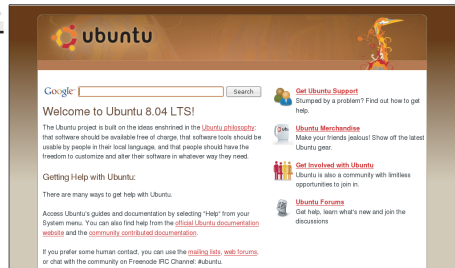 ubuntu
Google Search
Welcome to Ubuntu 8.04 LTS!
The Ubuntu project is built on the ideas enshrined in the Ubuntu philosophy:
that software should be available free of charge, that software tools should be
usable by people in their local language, and that people should have the
freedom to customize and alter their software in whatever way they need.
Getting Help with Ubuntu:
There are many ways to get help with Ubuntu.
Access Ubuntu's guides and documentation by selecting "Help" from your
System menu. You can also find help from the official Ubuntu documentation
website and the community contributed documentation.
If you prefer some human contact, you can use the mailing lists, web forums,
or chat with the community on Freenode IRC Channel: #ubuntu.
Get Ubuntu Support
Stumped by a problem? Find out how to get
help.
Ubuntu Merchandise
Make your friends jealous! Show off the latest
Ubuntu gear.
Get Involved with Ubuntu
Ubuntu is also a community with limitless
opportunities to join in.
Ubuntu Forums
Get help, learn what's new and join the
discussions